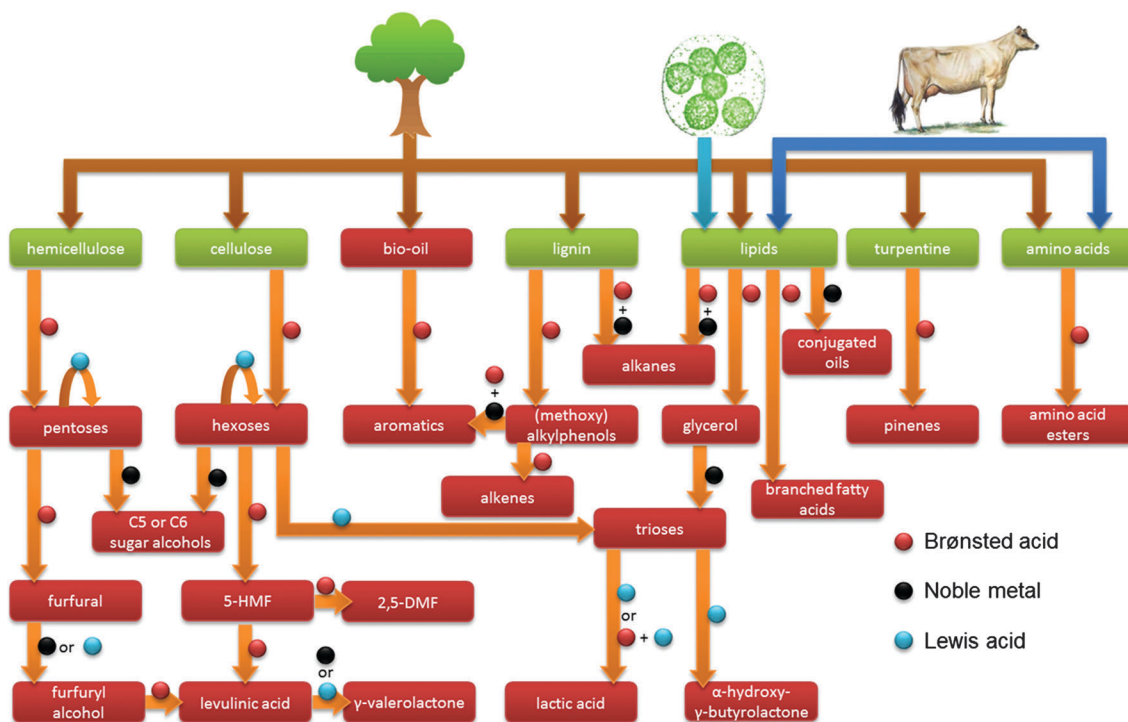 hemicellulose
cellulose
bio-oil
lignin
lipids
turpentine
amino acids
+
+
alkanes
conjugated
oils
+
pentoses
hexoses
aromatics
(methoxy)
alkylphenols
glycerol
pinenes
amino acid
esters
alkenes
branched fatty
acids
C5 or C6
sugar alcohols
trioses
Brønsted acid
Noble metal
Lewis acid
furfural
5-HMF
2,5-DMF
or
or
+
or
furfuryl
alcohol
levulinic acid
γ-valerolactone
lactic acid
α-hydroxy-
γ-butyrolactone